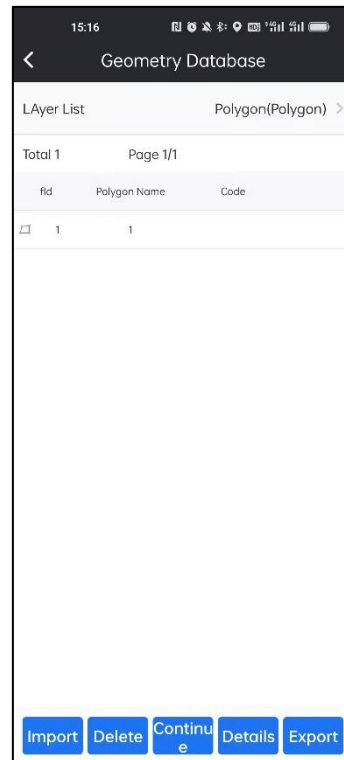 15:16
Geometry Database
LAyer List Polygon(Polygon)
Total 1 Page 1/1
fId Polygon Name Code
1 1
Import Delete Continu Details Export
e